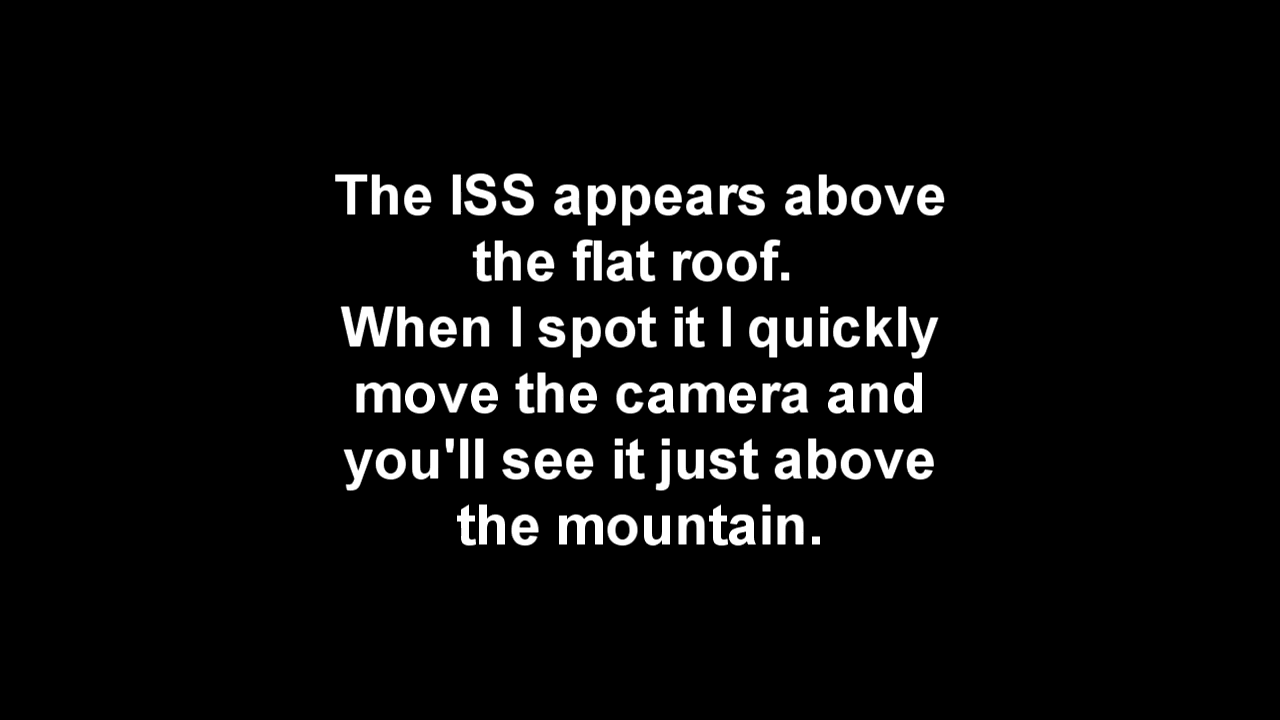 The ISS appears above
the flat roof.
When I spot it I quickly
move the camera and
you'll see it just above
the mountain.